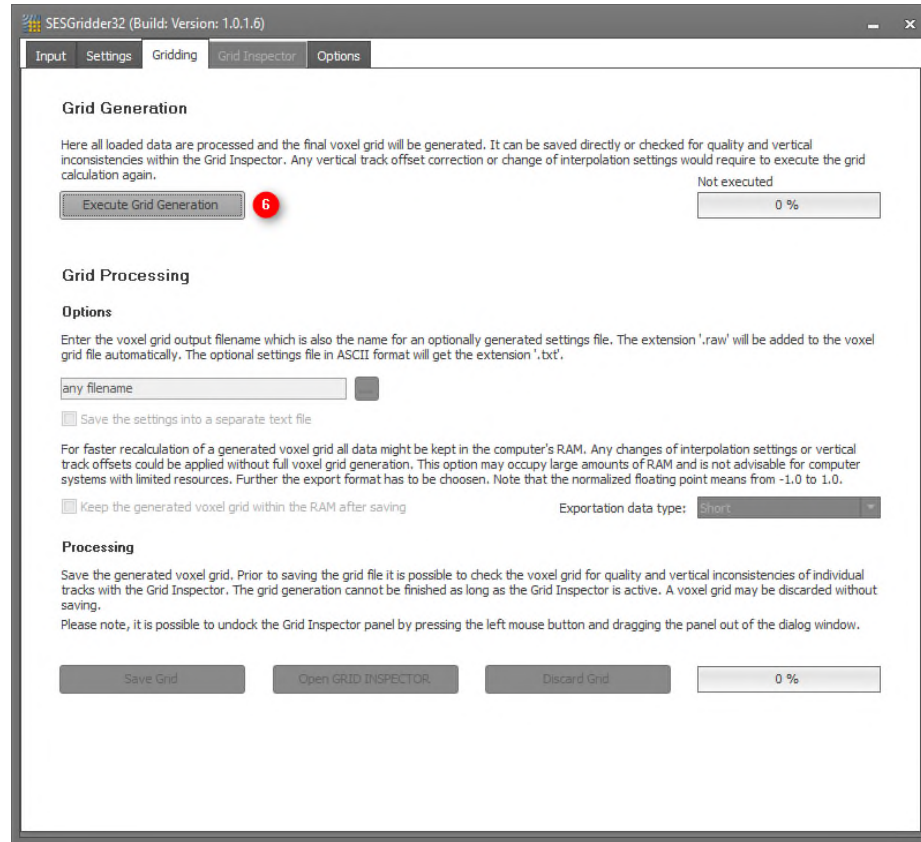 SESGridder32 (Build: Version: 1.0.1.6)
Input Settings Gridding Grid Inspector Options
Grid Generation
Here all loaded data are processed and the final voxel grid will be generated. It can be saved directly or checked for quality and vertical
inconsistencies within the Grid Inspector. Any vertical track offset correction or change of interpolation settings would require to execute the grid
calculation again.
Not executed
Execute Grid Generation 6 0 %
Grid Processing
Options
Enter the voxel grid output filename which is also the name for an optionally generated settings file. The extension '.raw' will be added to the voxel
grid file automatically. The optional settings file in ASCII format will get the extension '.txt'.
any filename ...
Save the settings into a separate text file
For faster recalculation of a generated voxel grid all data might be kept in the computer's RAM. Any changes of interpolation settings or vertical
track offsets could be applied without full voxel grid generation. This option may occupy large amounts of RAM and is not advisable for computer
systems with limited resources. Further the export format has to be choosen. Note that the normalized floating point means from -1.0 to 1.0.
Keep the generated voxel grid within the RAM after saving Exportation data type: Short
Processing
Save the generated voxel grid. Prior to saving the grid file it is possible to check the voxel grid for quality and vertical inconsistencies of individual
tracks with the Grid Inspector. The grid generation cannot be finished as long as the Grid Inspector is active. A voxel grid may be discarded without
saving.
Please note, it is possible to undock the Grid Inspector panel by pressing the left mouse button and dragging the panel out of the dialog window.
Save Grid Open GRID INSPECTOR Discard Grid 0 %